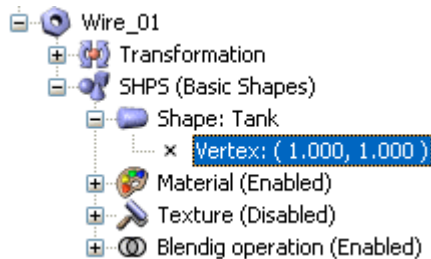 Wire_01
Transformation
SHPS (Basic Shapes)
Shape: Tank
Vertex: ( 1.000, 1.000 )
Material (Enabled)
Texture (Disabled)
Blendig operation (Enabled)